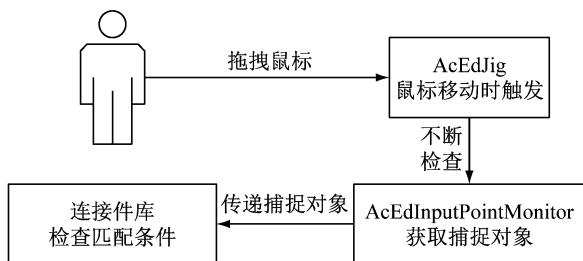 拖拽鼠标
AcEdJig
鼠标移动时触发
不断
检查
连接件库
检查匹配条件
传递捕捉对象
AcEdInputPointMonitor
获取捕捉对象